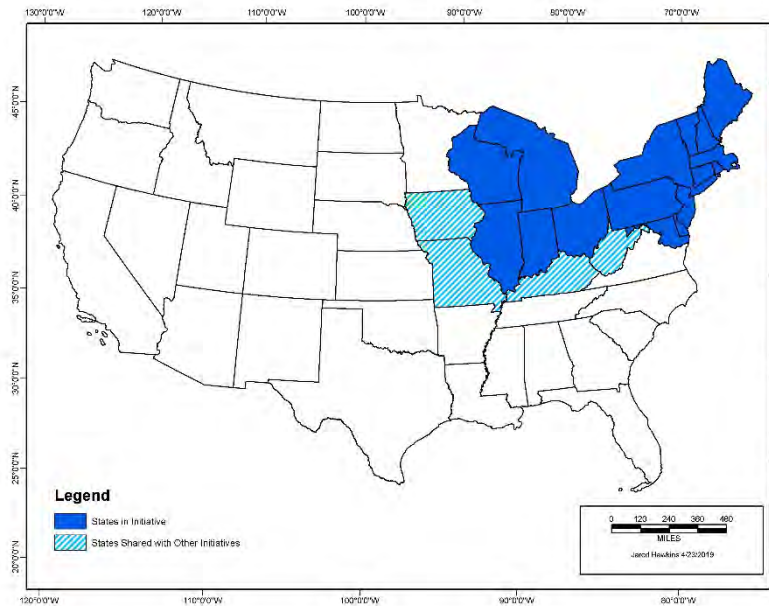 130°0'0"W 120°0'0"W 110°0'0"W 100°0'0"W 90°0'0"W 80°0'0"W 70°0'0"W
45°0'0"N
40°0'0"N
35°0'0"N
30°0'0"N
25°0'0"N
20°0'0"N
Legend
States in Initiative
States Shared with Other Initiatives
0 120 240 360 480
MILES
Jarod Hawkins 4-23/2019
120°0'0"W 110°0'0"W 100°0'0"W 90°0'0"W 80°0'0"W